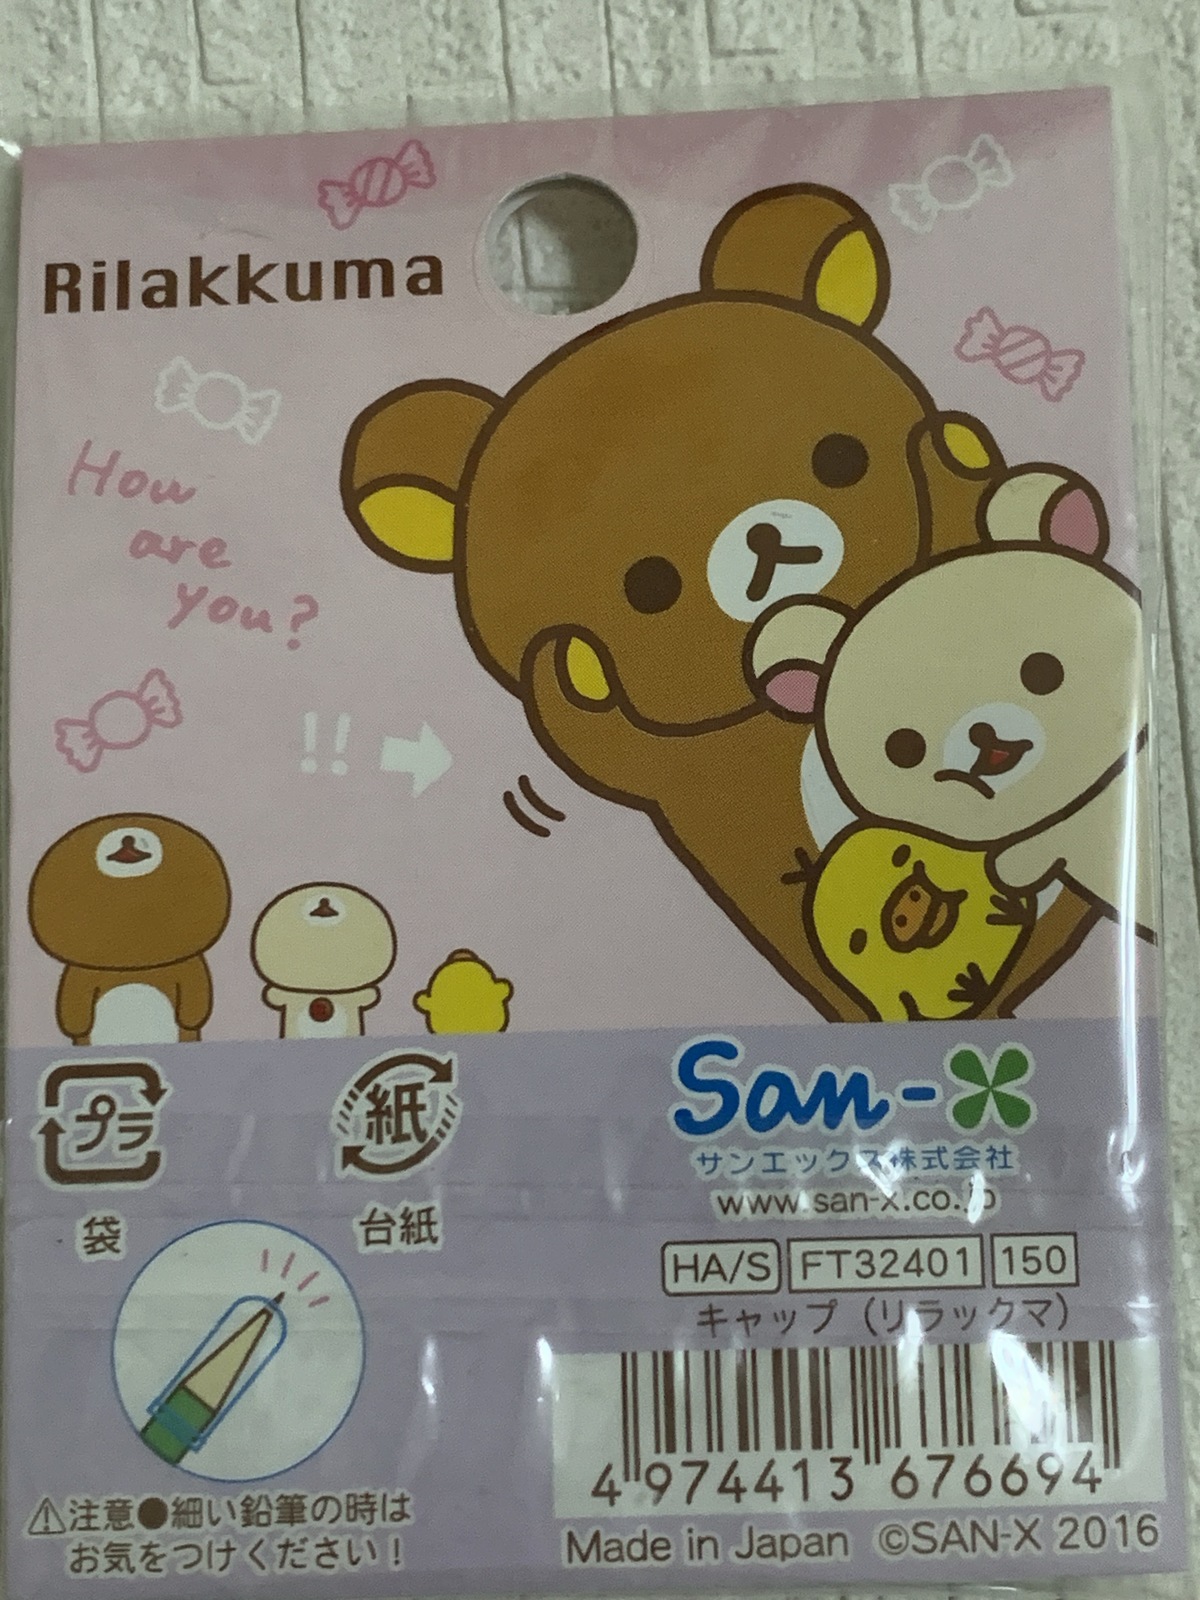 Rilakkuma
How
are
you?
!!
プラ
袋
紙
台紙
San-X
サンエックス株式会社
www.san-x.co.jp
HA/S FT32401 150
キャップ（リラックマ）
4 974413 676694
⚠注意●細い鉛筆の時は
お気をつけください！
Made in Japan ©SAN-X 2016